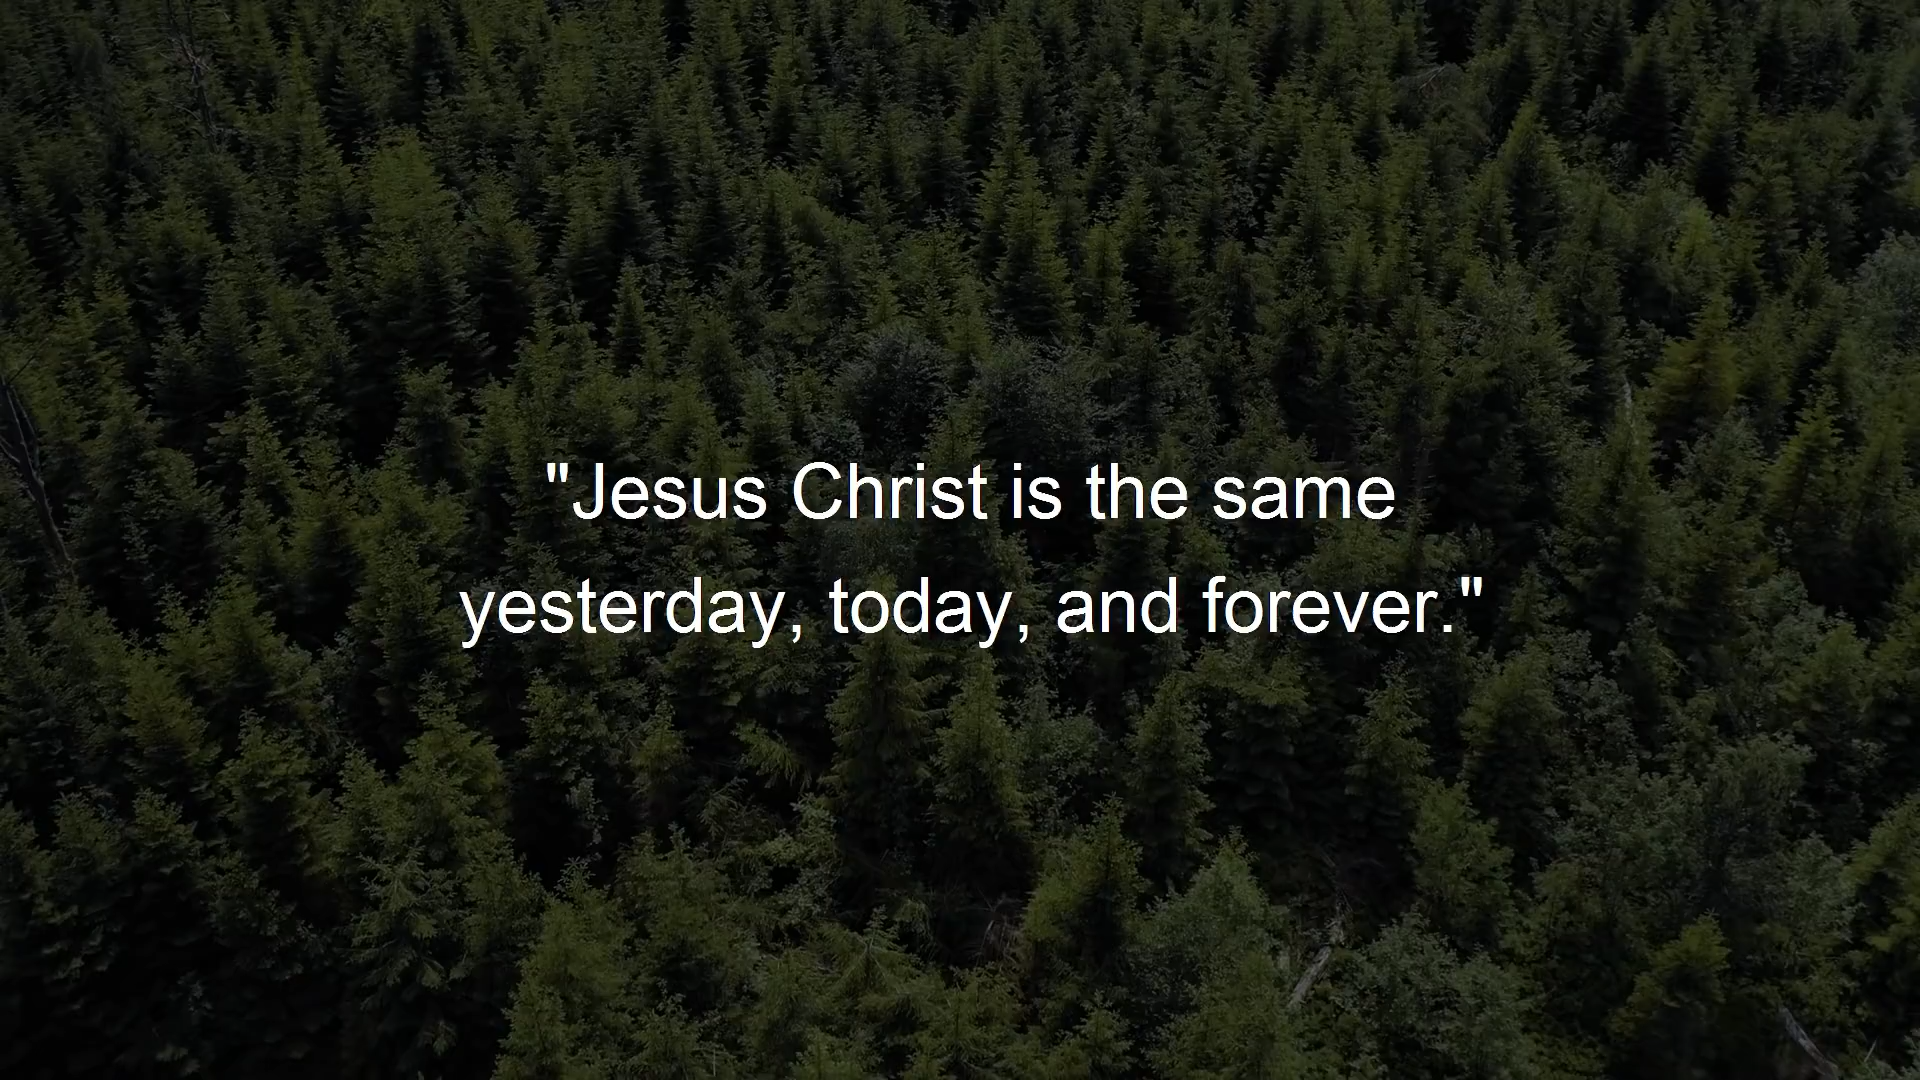 "Jesus Christ is the same
yesterday, today, and forever."